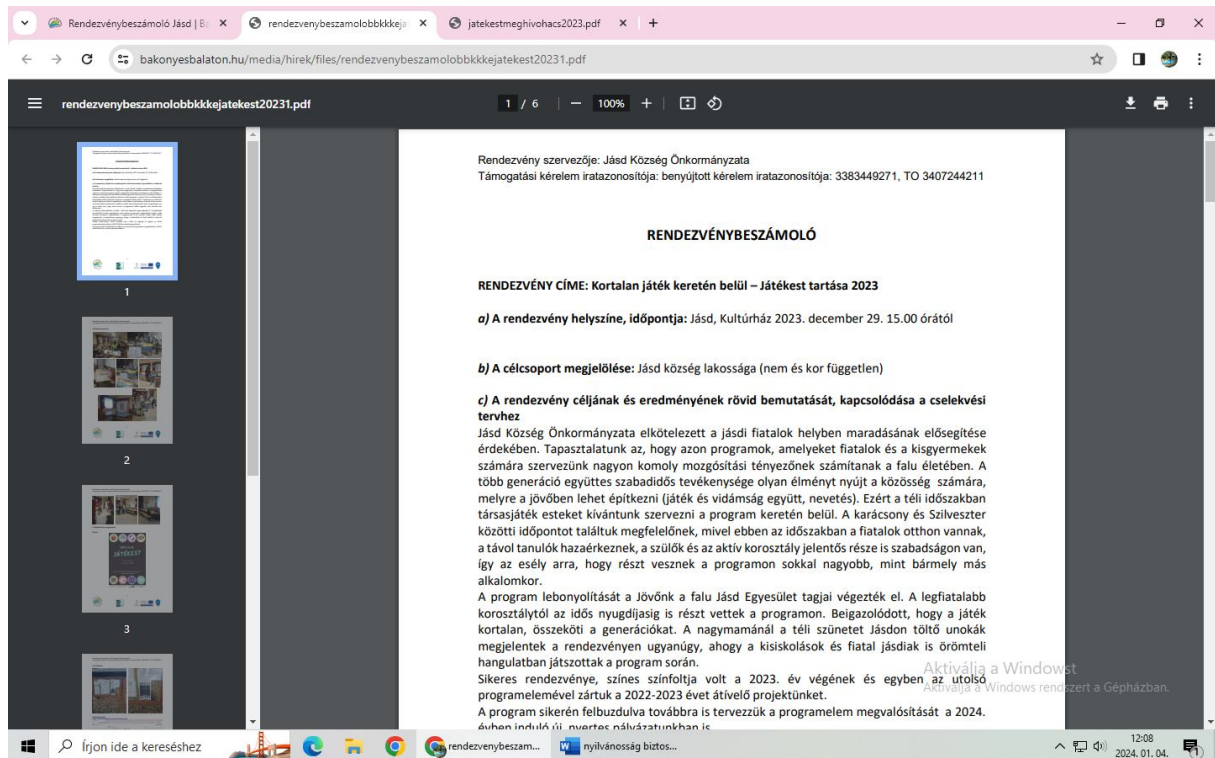 Rendezvénybeszámoló Jásd | Ba
rendezvenybeszamolobbkkkeja
jatekestmeghivohacs2023.pdf
bakonyesbalaton.hu/media/hirek/files/rendezvenybeszamolobbkkkejatekest20231.pdf
rendezvenybeszamolobbkkkejatekest20231.pdf
1 / 6
100%
1
2
JÁTÉKEST
3
Rendezvény szervezője: Jásd Község Önkormányzata
Támogatási kérelem iratazonosítója: benyújtott kérelem iratazonosítója: 3383449271, TO 3407244211
RENDEZVÉNYBESZÁMOLÓ
RENDEZVÉNY CÍME: Kortalan játék keretén belül – Játékest tartása 2023
a) A rendezvény helyszíne, időpontja: Jásd, Kultúrház 2023. december 29. 15.00 órától
b) A célcsoport megjelölése: Jásd község lakossága (nem és kor független)
c) A rendezvény céljának és eredményének rövid bemutatását, kapcsolódása a cselekvési
tervhez
Jásd Község Önkormányzata elkötelezett a jásdi fiatalok helyben maradásának elősegítése
érdekében. Tapasztalatunk az, hogy azon programok, amelyeket fiatalok és a kisgyermekek
számára szervezünk nagyon komoly mozgósítási tényezőnek számítanak a falu életében. A
több generáció együttes szabadidős tevékenysége olyan élményt nyújt a közösség számára,
melyre a jövőben lehet építkezni (játék és vidámság együtt, nevetés). Ezért a téli időszakban
társasjáték esteket kívántunk szervezni a program keretén belül. A karácsony és Szilveszter
közötti időpontot találtuk megfelelőnek, mivel ebben az időszakban a fiatalok otthon vannak,
a távol tanulók hazaérkeznek, a szülők és az aktív korosztály jelentős része is szabadságon van,
így az esély arra, hogy részt vesznek a programon sokkal nagyobb, mint bármely más
alkalomkor.
A program lebonyolítását a Jövőnk a falu Jásd Egyesület tagjai végezték el. A legfiatalabb
korosztálytól az idős nyugdíjasig is részt vettek a programon. Beigazolódott, hogy a játék
kortalan, összeköti a generációkat. A nagymamánál a téli szünetet Jásdon töltő unokák
megjelentek a rendezvényen ugyanúgy, ahogy a kisiskolások és fiatal jásdiak is örömteli
hangulatban játszottak a program során.
Sikeres rendezvénye, színes színfoltja volt a 2023. év végének és egyben az utolsó
programelemével zártuk a 2022-2023 évet átívelő projektünket.
A program sikerén felbuzdulva továbbra is tervezzük a programelem megvalósítását a 2024.
évben induló új, nyertes pályázatunkban is.
Aktiválja a Windowst
Aktiválja a Windows rendszert a Gépházban.
Írjon ide a kereséshez
rendezvenybeszam...
nyilvánosság biztos...
12:08
2024. 01. 04.
1